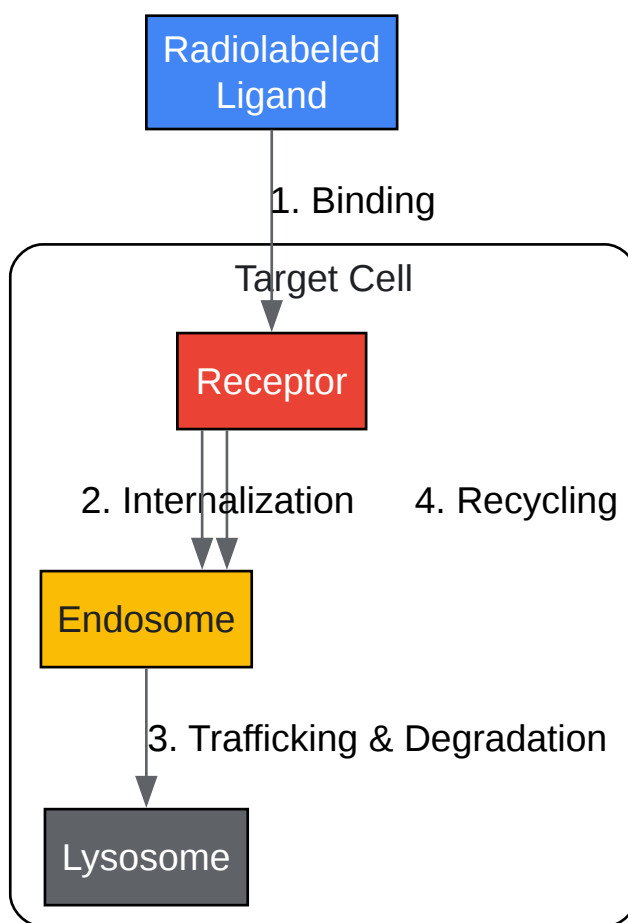 Radiolabeled
Ligand
1. Binding
Target Cell
Receptor
2. Internalization
4. Recycling
Endosome
3. Trafficking & Degradation
Lysosome